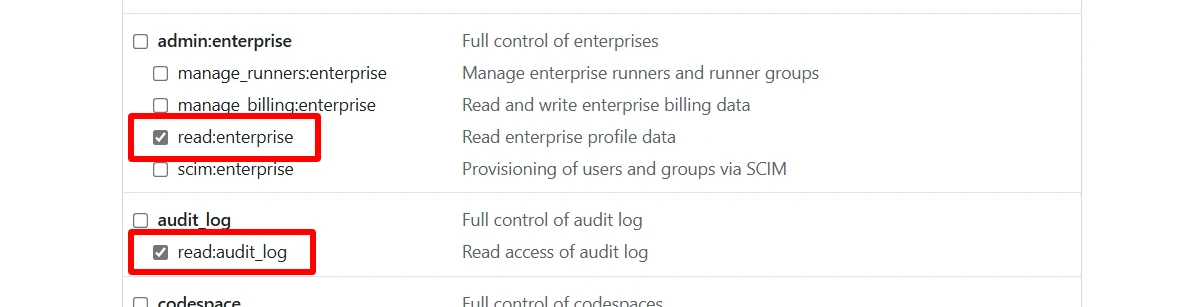 admin:enterprise Full control of enterprises
manage_runners:enterprise Manage enterprise runners and runner groups
manage_billing:enterprise Read and write enterprise billing data
read:enterprise Read enterprise profile data
scim:enterprise Provisioning of users and groups via SCIM
audit_log Full control of audit log
read:audit_log Read access of audit log
codespace Full control of codespaces